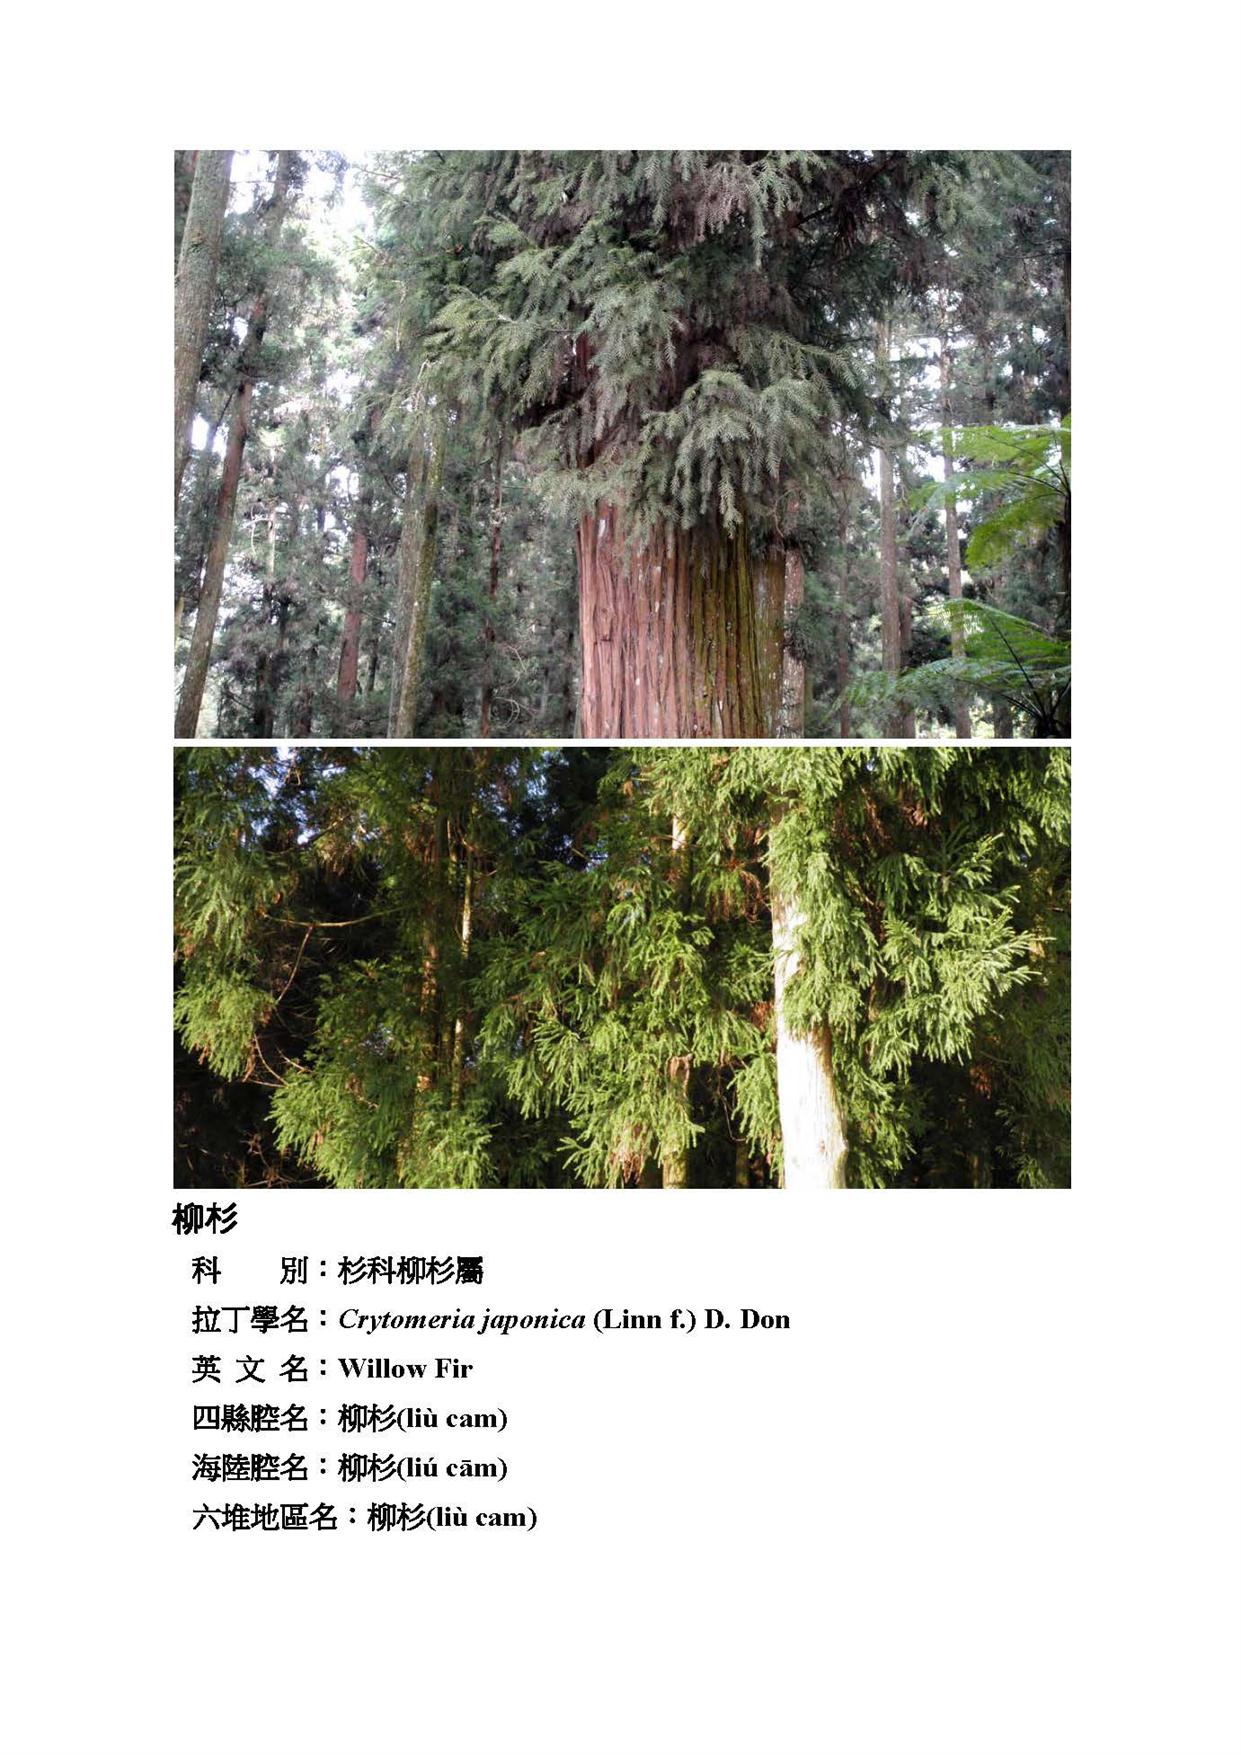 柳杉
科　　別：杉科柳杉屬
拉丁學名：Crytomeria japonica (Linn f.) D. Don
英 文 名：Willow Fir
四縣腔名：柳杉(liù cam)
海陸腔名：柳杉(liú cām)
六堆地區名：柳杉(liù cam)